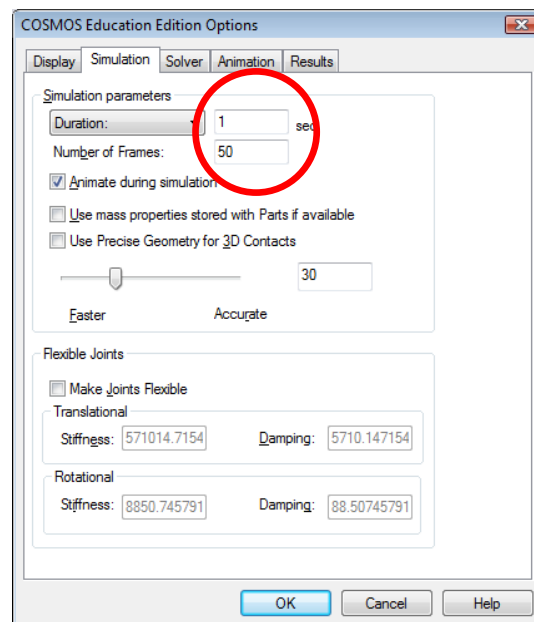 COSMOS Education Edition Options
Display Simulation Solver Animation Results
Simulation parameters
Duration: 1 sec
Number of Frames: 50
Animate during simulation
Use mass properties stored with Parts if available
Use Precise Geometry for 3D Contacts
30
Faster Accurate
Flexible Joints
Make Joints Flexible
Translational
Stiffness: 571014.7154 Damping: 5710.147154
Rotational
Stiffness: 8850.745791 Damping: 88.50745791
OK Cancel Help